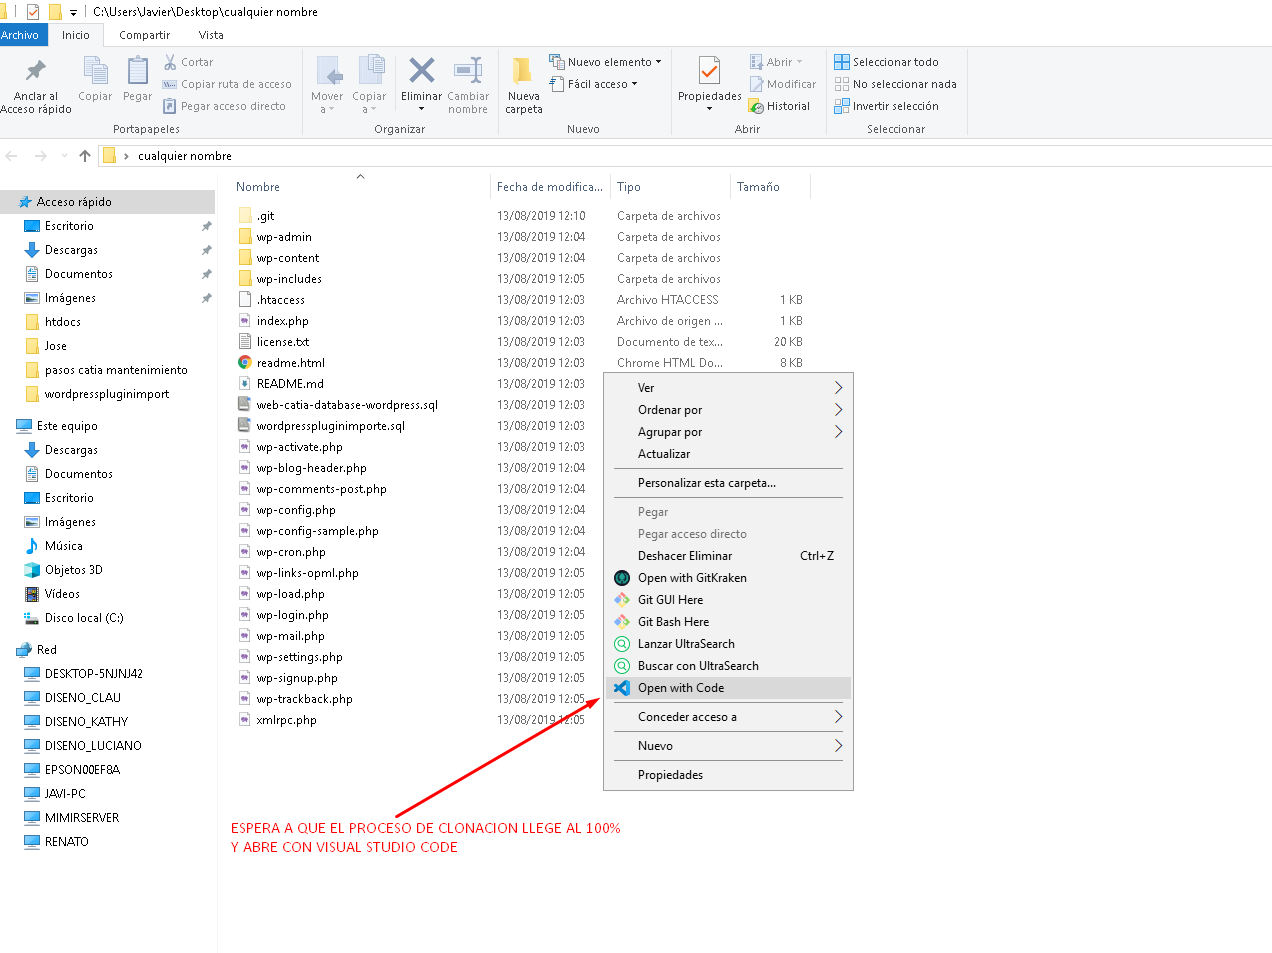 C:\Users\Javier\Desktop\cualquier nombre
Archivo Inicio Compartir Vista
Anclar al Acceso rápido
Copiar
Pegar
Cortar
Copiar ruta de acceso
Pegar acceso directo
Portapapeles
Mover a
Copiar a
Eliminar
Cambiar nombre
Organizar
Nueva carpeta
Nuevo elemento
Fácil acceso
Nuevo
Propiedades
Abrir
Modificar
Historial
Abrir
Seleccionar todo
No seleccionar nada
Invertir selección
Seleccionar
cualquier nombre
Acceso rápido
Escritorio
Descargas
Documentos
Imágenes
htdocs
Jose
pasos catia mantenimiento
wordpresspluginimport
Este equipo
Descargas
Documentos
Escritorio
Imágenes
Música
Objetos 3D
Vídeos
Disco local (C:)
Red
DESKTOP-5NJNJ42
DISENO_CLAU
DISENO_KATHY
DISENO_LUCIANO
EPSON00EF8A
JAVI-PC
MIMIRSERVER
RENATO
Nombre Fecha de modifica... Tipo Tamaño
.git 13/08/2019 12:10 Carpeta de archivos
wp-admin 13/08/2019 12:04 Carpeta de archivos
wp-content 13/08/2019 12:04 Carpeta de archivos
wp-includes 13/08/2019 12:05 Carpeta de archivos
.htaccess 13/08/2019 12:03 Archivo HTACCESS 1 KB
index.php 13/08/2019 12:03 Archivo de origen ... 1 KB
license.txt 13/08/2019 12:03 Documento de tex... 20 KB
readme.html 13/08/2019 12:03 Chrome HTML Do... 8 KB
README.md 13/08/2019 12:03
web-catia-database-wordpress.sql 13/08/2019 12:03
wordpresspluginimporte.sql 13/08/2019 12:03
wp-activate.php 13/08/2019 12:03
wp-blog-header.php 13/08/2019 12:04
wp-comments-post.php 13/08/2019 12:04
wp-config.php 13/08/2019 12:04
wp-config-sample.php 13/08/2019 12:04
wp-cron.php 13/08/2019 12:04
wp-links-opml.php 13/08/2019 12:05
wp-load.php 13/08/2019 12:05
wp-login.php 13/08/2019 12:05
wp-mail.php 13/08/2019 12:05
wp-settings.php 13/08/2019 12:05
wp-signup.php 13/08/2019 12:05
wp-trackback.php 13/08/2019 12:05
xmlrpc.php 13/08/2019 12:05
Ver
Ordenar por
Agrupar por
Actualizar
Personalizar esta carpeta...
Pegar
Pegar acceso directo
Deshacer Eliminar Ctrl+Z
Open with GitKraken
Git GUI Here
Git Bash Here
Lanzar UltraSearch
Buscar con UltraSearch
Open with Code
Conceder acceso a
Nuevo
Propiedades
ESPERA A QUE EL PROCESO DE CLONACION LLEGE AL 100%
Y ABRE CON VISUAL STUDIO CODE